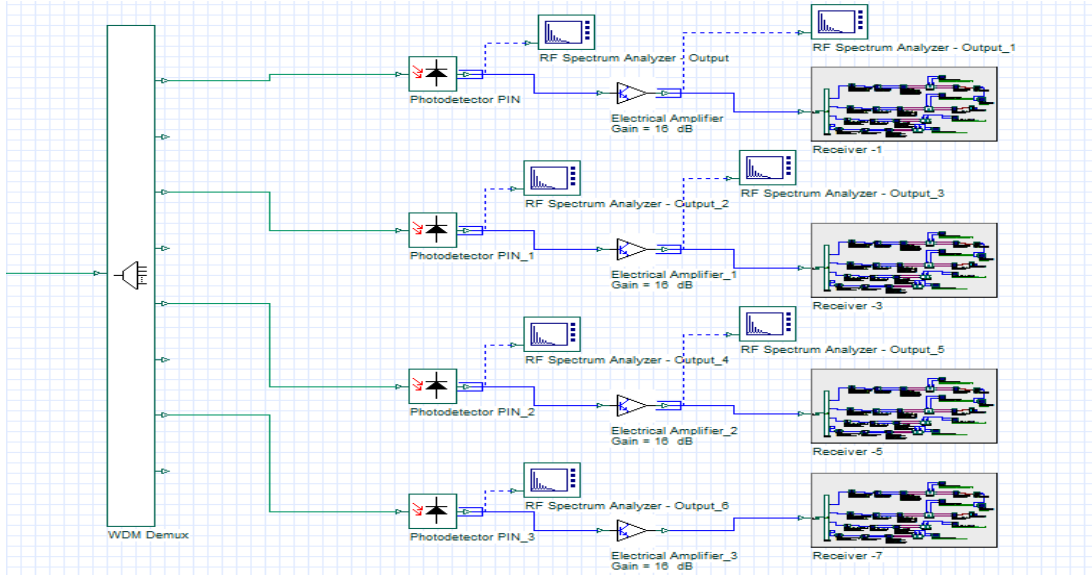 RF Spectrum Analyzer - Output
RF Spectrum Analyzer - Output_1
Photodetector PIN
Electrical Amplifier
Gain = 16 dB
Receiver -1
RF Spectrum Analyzer - Output_2
RF Spectrum Analyzer - Output_3
Photodetector PIN_1
Electrical Amplifier_1
Gain = 16 dB
Receiver -3
RF Spectrum Analyzer - Output_4
RF Spectrum Analyzer - Output_5
Photodetector PIN_2
Electrical Amplifier_2
Gain = 16 dB
Receiver -5
RF Spectrum Analyzer - Output_6
WDM Demux
Photodetector PIN_3
Electrical Amplifier_3
Gain = 16 dB
Receiver -7